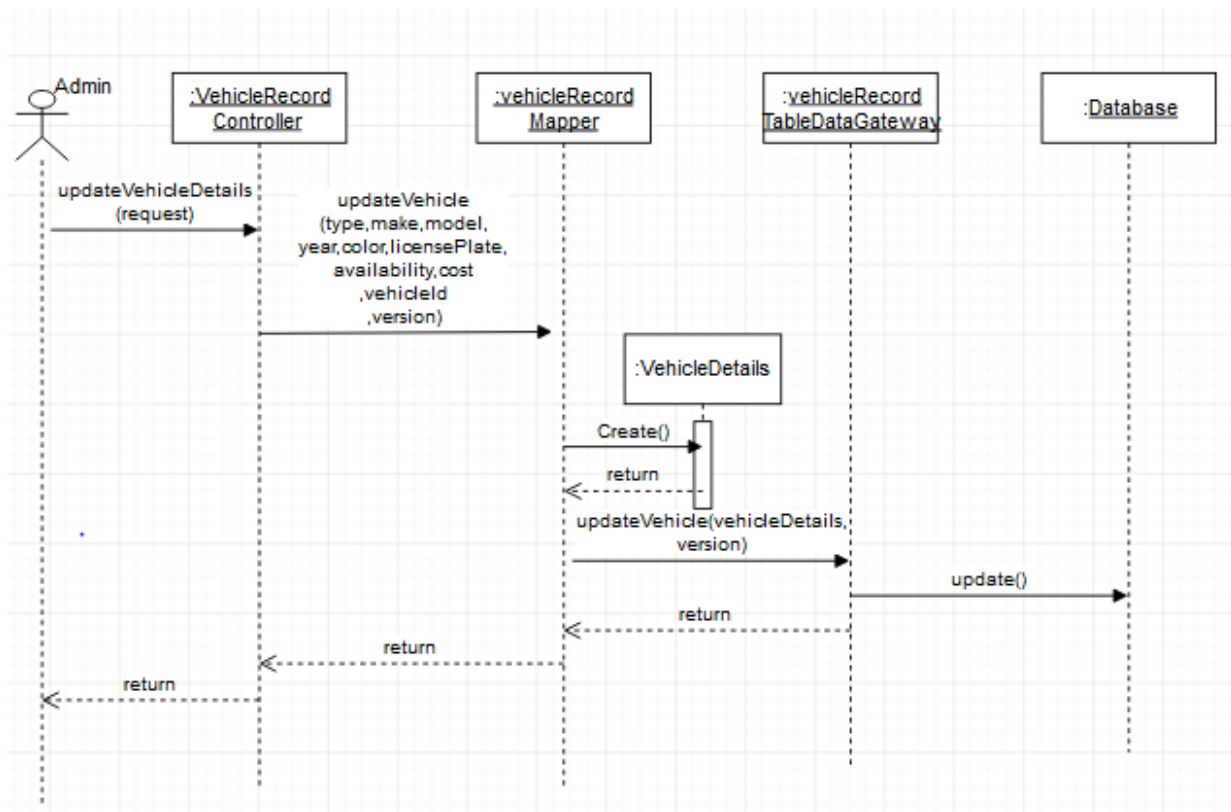 Admin
:VehicleRecord
Controller
:vehicleRecord
Mapper
:vehicleRecord
TableDataGateway
:Database
updateVehicleDetails
(request)
updateVehicle
(type,make,model,
year,color,licensePlate,
availability,cost
,vehicleId
,version)
:VehicleDetails
Create()
return
updateVehicle(vehicleDetails,
version)
update()
return
return
return